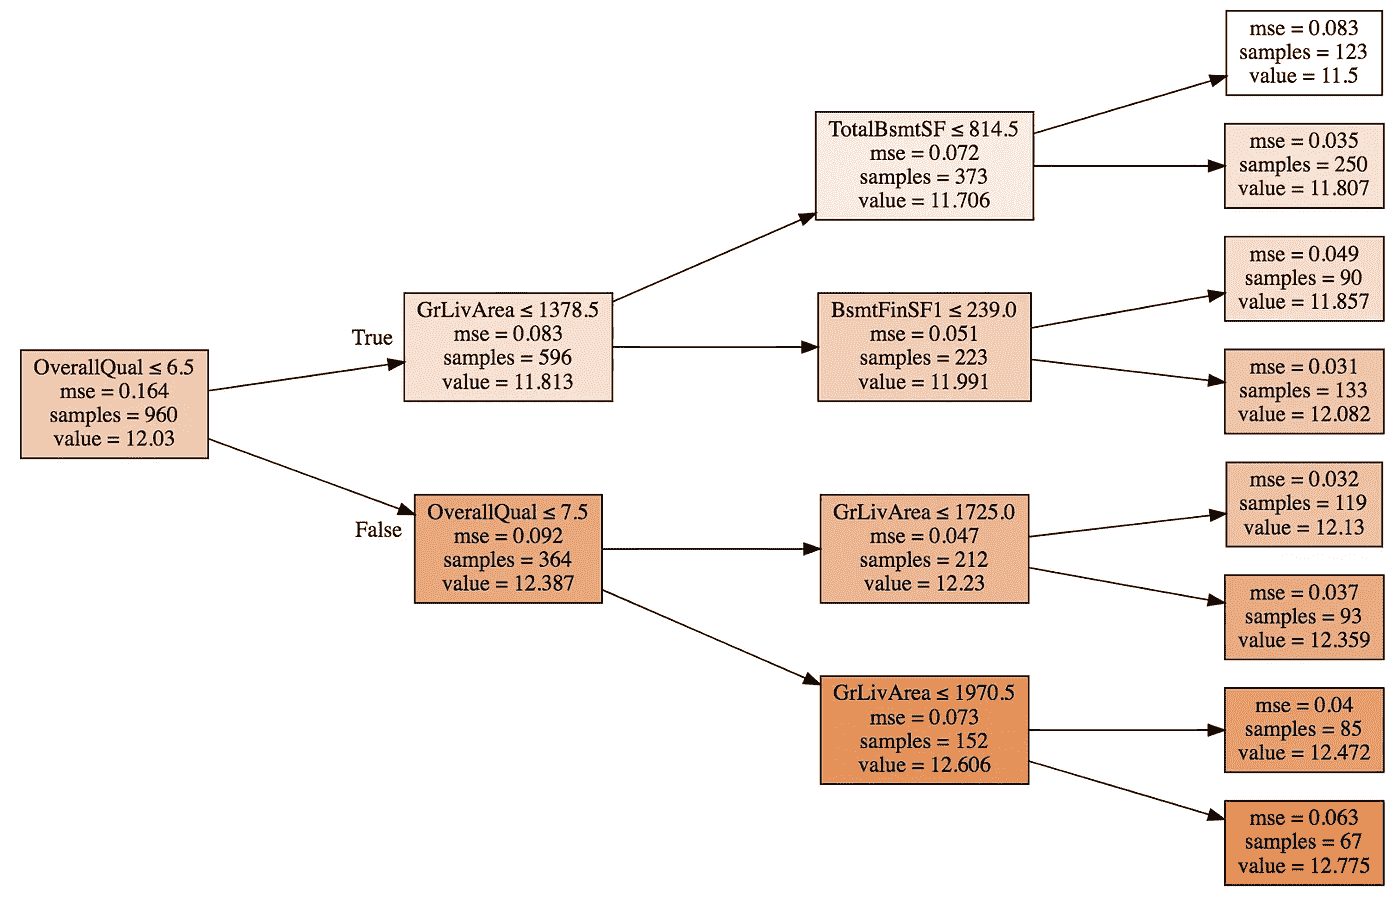 OverallQual ≤ 6.5
mse = 0.164
samples = 960
value = 12.03
True
False
GrLivArea ≤ 1378.5
mse = 0.083
samples = 596
value = 11.813
OverallQual ≤ 7.5
mse = 0.092
samples = 364
value = 12.387
TotalBsmtSF ≤ 814.5
mse = 0.072
samples = 373
value = 11.706
BsmtFinSF1 ≤ 239.0
mse = 0.051
samples = 223
value = 11.991
GrLivArea ≤ 1725.0
mse = 0.047
samples = 212
value = 12.23
GrLivArea ≤ 1970.5
mse = 0.073
samples = 152
value = 12.606
mse = 0.083
samples = 123
value = 11.5
mse = 0.035
samples = 250
value = 11.807
mse = 0.049
samples = 90
value = 11.857
mse = 0.031
samples = 133
value = 12.082
mse = 0.032
samples = 119
value = 12.13
mse = 0.037
samples = 93
value = 12.359
mse = 0.04
samples = 85
value = 12.472
mse = 0.063
samples = 67
value = 12.775